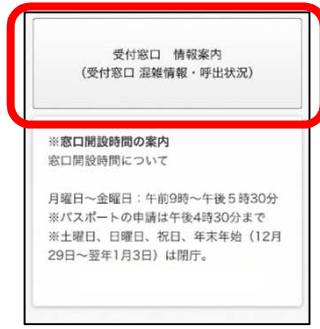 受付窓口　情報案内
（受付窓口 混雑情報・呼出状況）
※窓口開設時間の案内
窓口開設時間について
月曜日～金曜日：午前9時～午後５時30分
※パスポートの申請は午後4時30分まで
※土曜日、日曜日、祝日、年末年始（12月
29日～翌年1月3日）は閉庁。